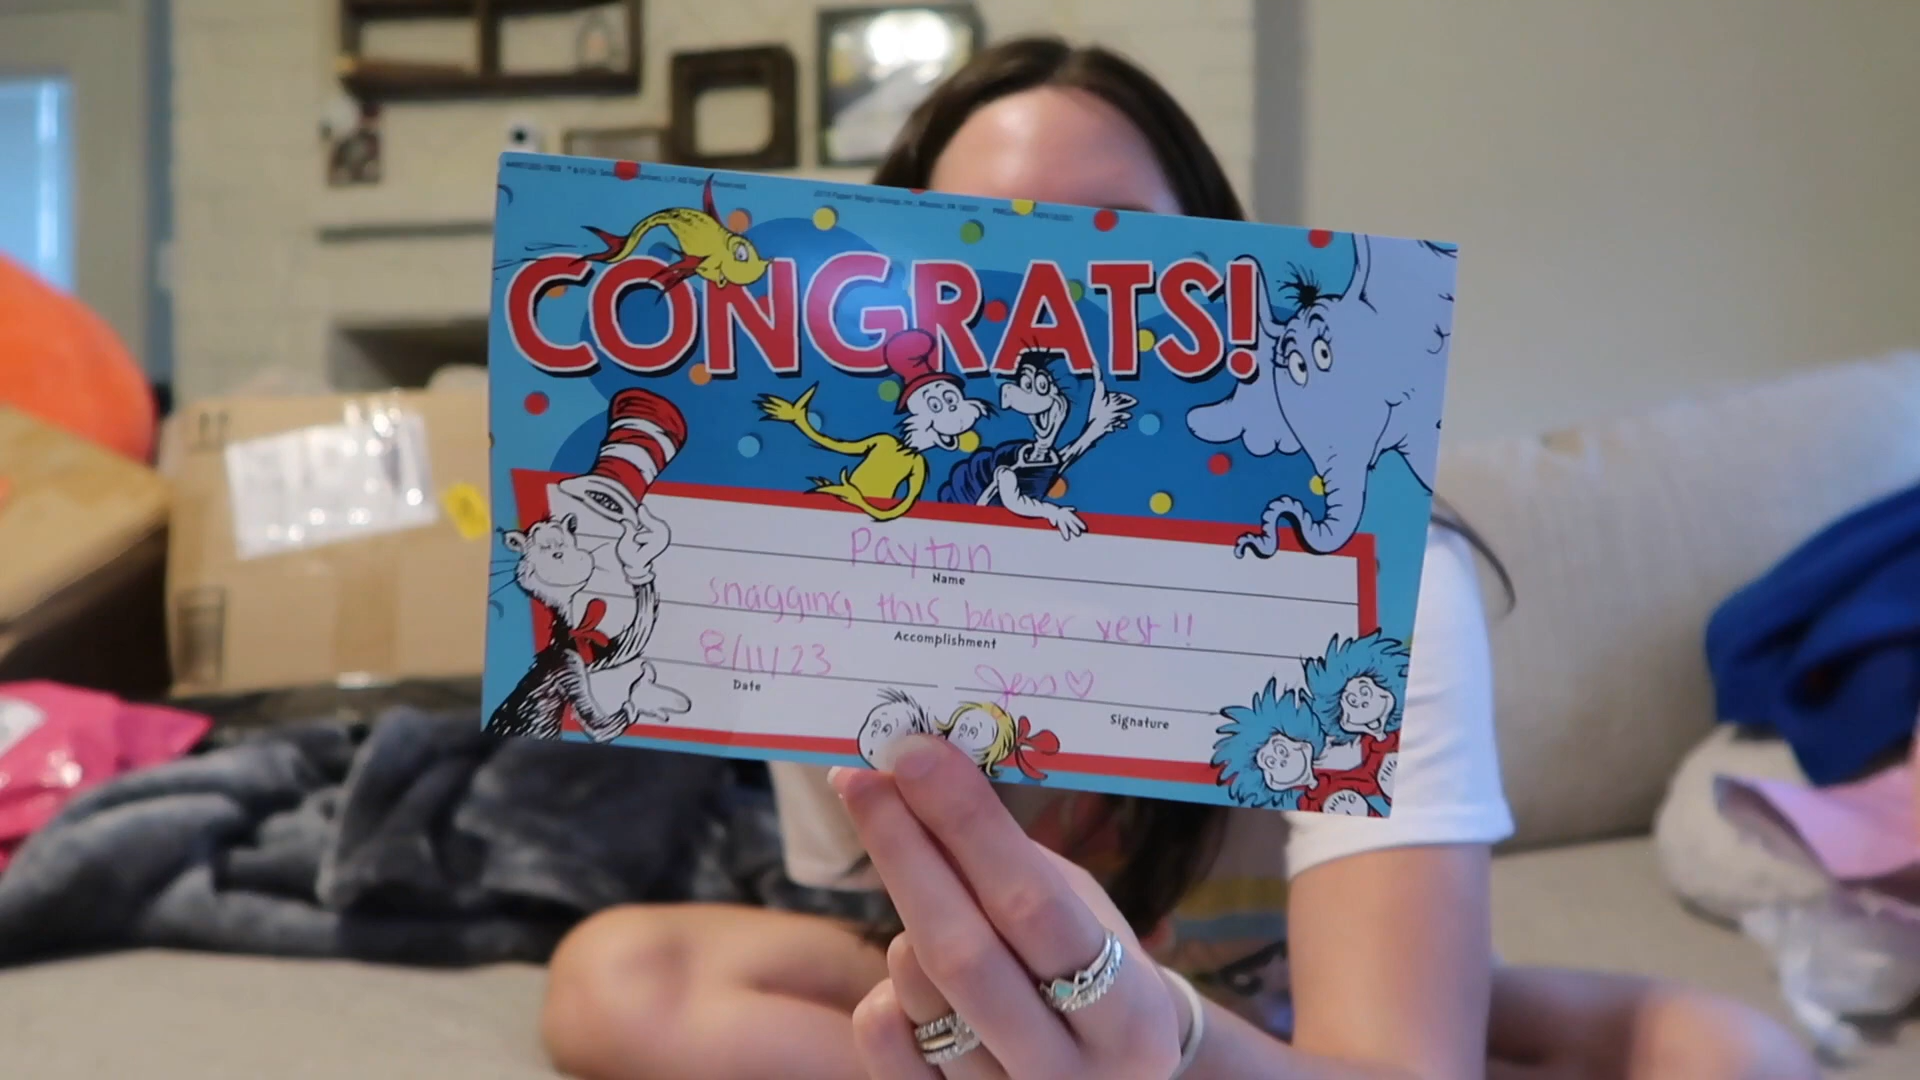 CONGRATS!
Payton
Name
snagging this banger vest!!
Accomplishment
8/11/23 Jess♡
Date Signature